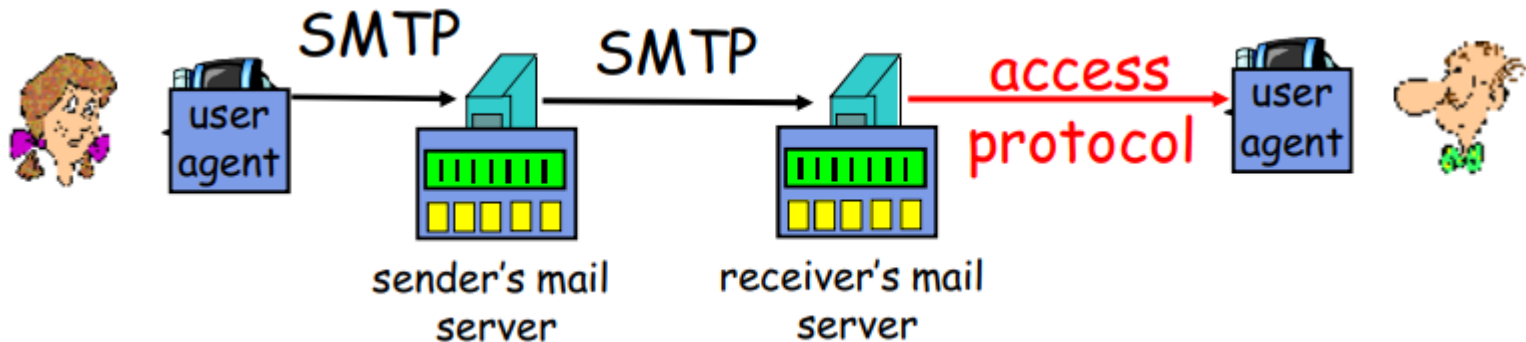 SMTP
SMTP
access
protocol
user
agent
user
agent
sender's mail
server
receiver's mail
server